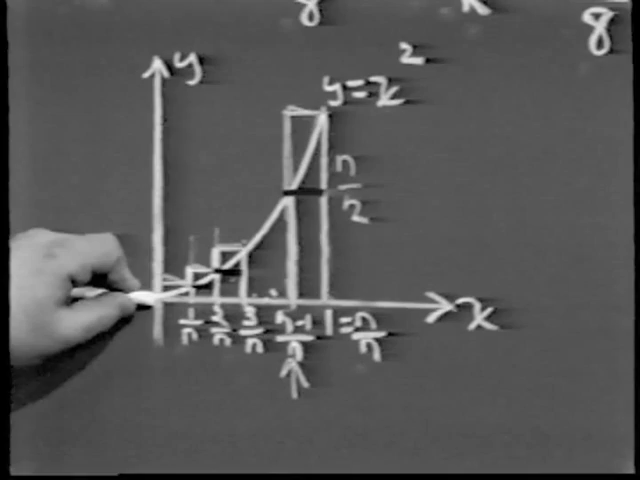 8
8
y
y = x²
n/2
1/n 2/n 3/n n-1/n 1 = n/n
x